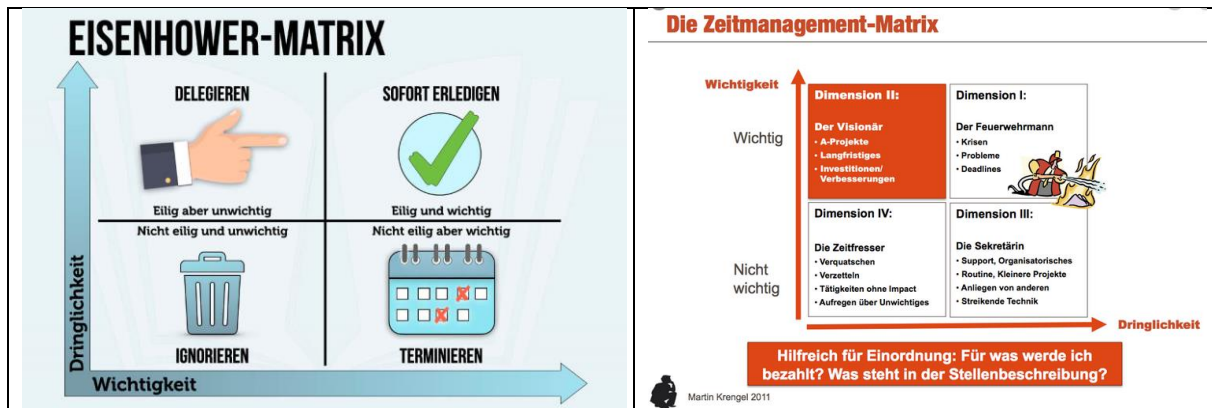 EISENHOWER-MATRIX
DELEGIEREN
SOFORT ERLEDIGEN
Eilig aber unwichtig
Eilig und wichtig
Nicht eilig und unwichtig
Nicht eilig aber wichtig
IGNORIEREN
TERMINIEREN
Dringlichkeit
Wichtigkeit
Die Zeitmanagement-Matrix
Wichtigkeit
Wichtig
Dimension II:
Der Visionär
• A-Projekte
• Langfristiges
• Investitionen/
Verbesserungen
Dimension I:
Der Feuerwehrmann
• Krisen
• Probleme
• Deadlines
Nicht
wichtig
Dimension IV:
Die Zeitfresser
• Verquatschen
• Verzetteln
• Tätigkeiten ohne Impact
• Aufregen über Unwichtiges
Dimension III:
Die Sekretärin
• Support, Organisatorisches
• Routine, Kleinere Projekte
• Anliegen von anderen
• Streikende Technik
Dringlichkeit
Hilfreich für Einordnung: Für was werde ich
bezahlt? Was steht in der Stellenbeschreibung?
Martin Krengel 2011